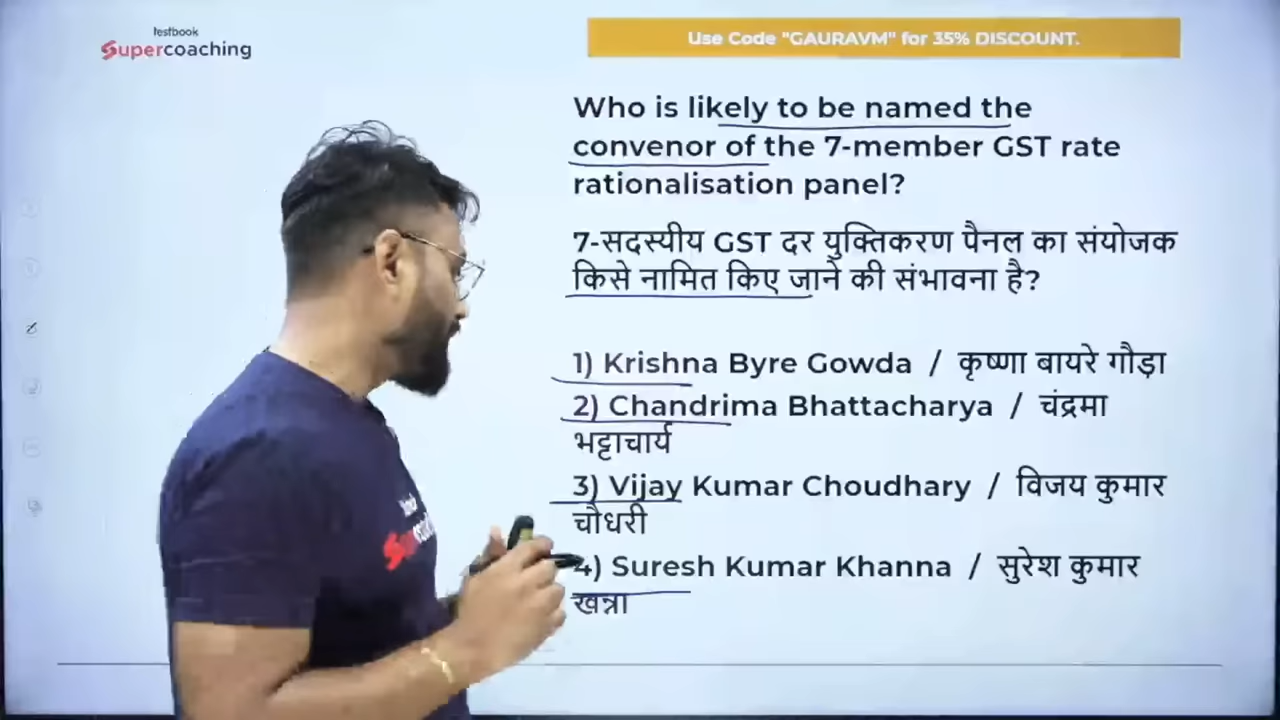 Testbook
Supercoaching
Use Code "GAURAVM" for 35% DISCOUNT.
Who is likely to be named the
convenor of the 7-member GST rate
rationalisation panel?
7-सदस्यीय GST दर युक्तिकरण पैनल का संयोजक
किसे नामित किए जाने की संभावना है?
1) Krishna Byre Gowda / कृष्णा बायरे गौड़ा
2) Chandrima Bhattacharya / चंद्रमा
भट्टाचार्य
3) Vijay Kumar Choudhary / विजय कुमार
चौधरी
4) Suresh Kumar Khanna / सुरेश कुमार
खन्ना